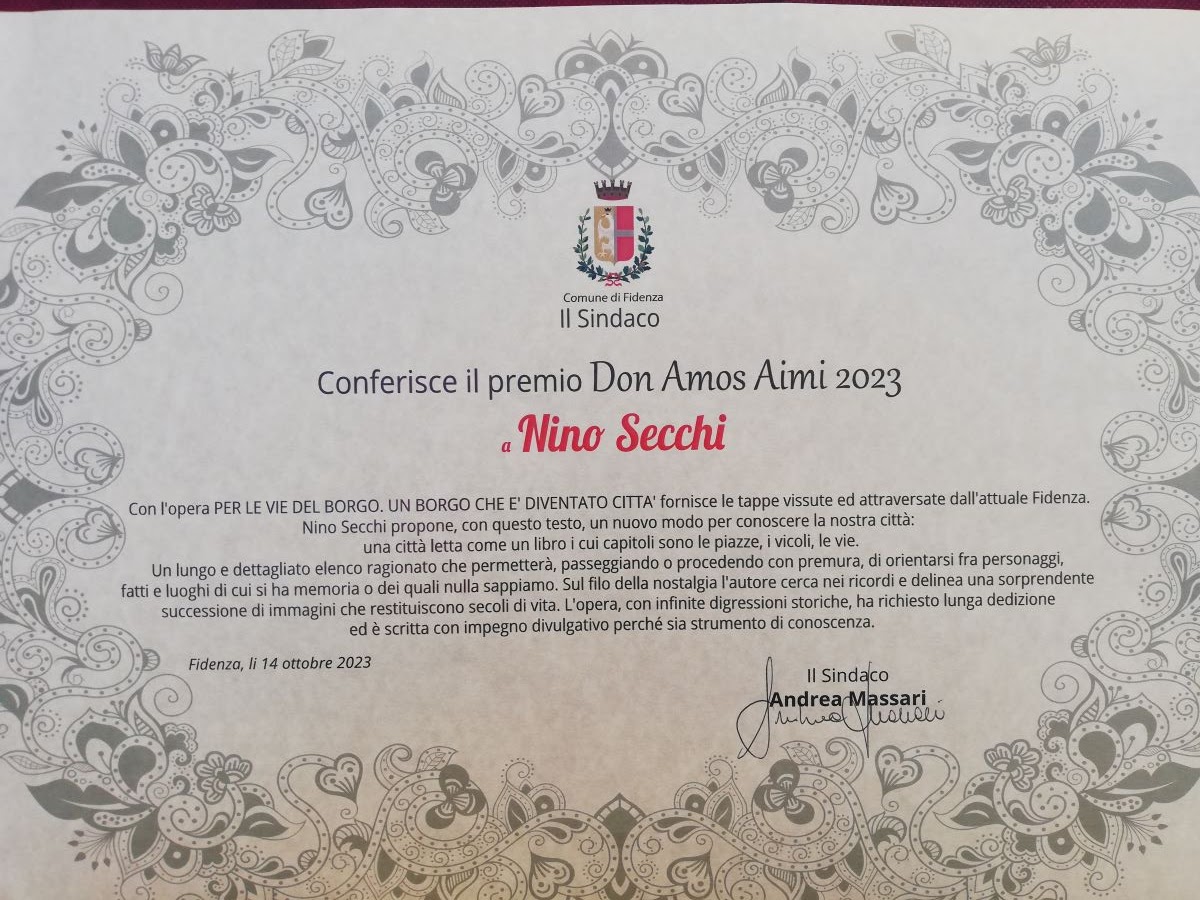 Comune di Fidenza
Il Sindaco
Conferisce il premio Don Amos Aimi 2023
a Nino Secchi
Con l'opera PER LE VIE DEL BORGO. UN BORGO CHE E' DIVENTATO CITTA' fornisce le tappe vissute ed attraversate dall'attuale Fidenza.
Nino Secchi propone, con questo testo, un nuovo modo per conoscere la nostra città:
una città letta come un libro i cui capitoli sono le piazze, i vicoli, le vie.
Un lungo e dettagliato elenco ragionato che permetterà, passeggiando o procedendo con premura, di orientarsi fra personaggi,
fatti e luoghi di cui si ha memoria o dei quali nulla sappiamo. Sul filo della nostalgia l'autore cerca nei ricordi e delinea una sorprendente
successione di immagini che restituiscono secoli di vita. L'opera, con infinite digressioni storiche, ha richiesto lunga dedizione
ed è scritta con impegno divulgativo perché sia strumento di conoscenza.
Fidenza, li 14 ottobre 2023
Il Sindaco
Andrea Massari
Andrea Massari